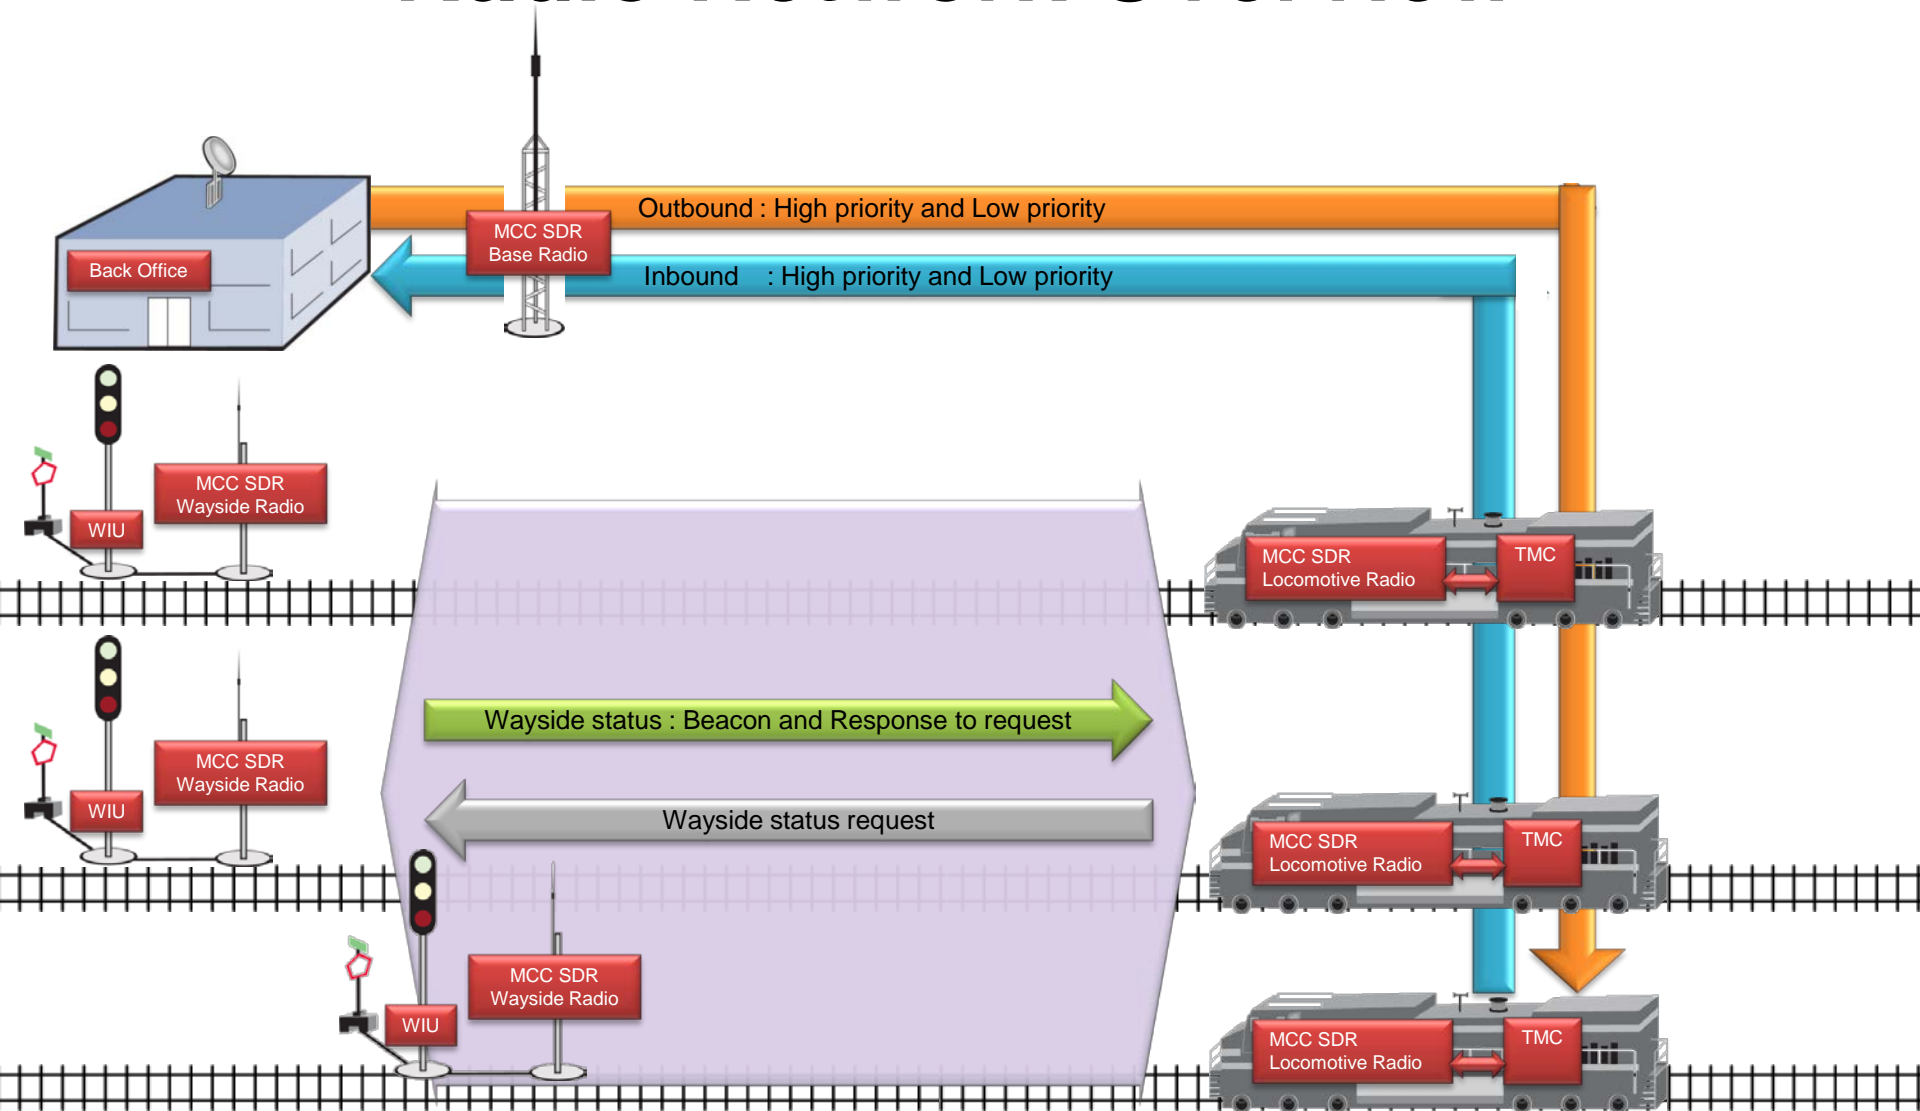 Outbound : High priority and Low priority
MCC SDR
Base Radio
Back Office
Inbound : High priority and Low priority
MCC SDR
Wayside Radio
WIU
MCC SDR
Locomotive Radio
TMC
Wayside status : Beacon and Response to request
MCC SDR
Wayside Radio
WIU
Wayside status request
MCC SDR
Locomotive Radio
TMC
MCC SDR
Wayside Radio
WIU
MCC SDR
Locomotive Radio
TMC